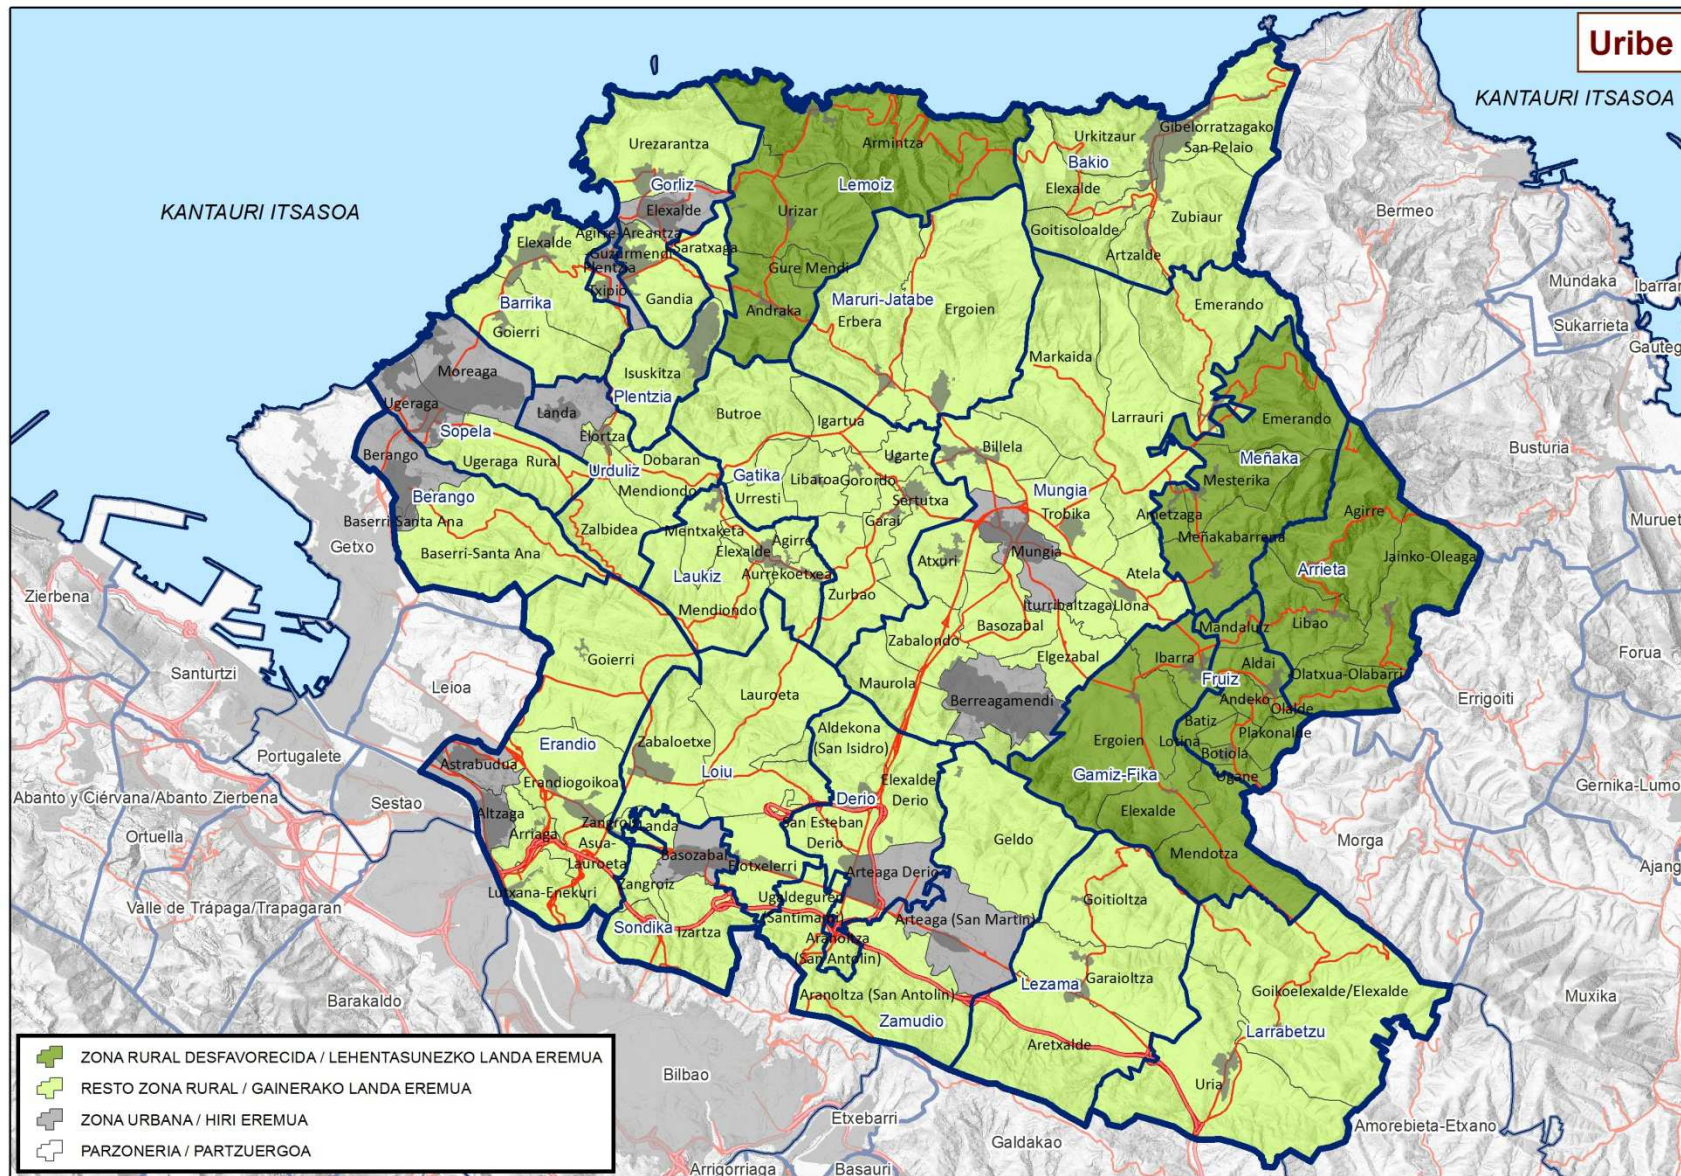 Uribe
KANTAURI ITSASOA
KANTAURI ITSASOA
Urezarantza
Gorliz
Elexalde
Armintza
Lemoiz
Urizar
Gure Mendi
Andraka
Urkitzaur
Gibelorratzagako
San Pelaio
Bakio
Elexalde
Zubiaur
Goitisoloalde
Artzalde
Bermeo
Mundaka
Sukarrieta
Elexalde
Agirre-Areantza
Guzurmendi
Plentzia
Txipio
Saratxaga
Gandia
Barrika
Goierri
Maruri-Jatabe
Erbera
Ergoien
Emerando
Markaida
Larrauri
Emerando
Meñaka
Mesterika
Ametzaga
Meñakabarrena
Busturia
Moreaga
Ugeraga
Landa
Isuskitza
Plentzia
Butroe
Igartua
Sopela
Elortza
Berango
Ugeraga Rural
Urduliz
Dobaran
Mendiondo
Gatika
Urresti
Libaroa
Gorordo
Ugarte
Sertutxa
Garai
Billela
Mungia
Trobika
Mungia
Atxuri
Atela
Llona
Iturribaltzaga
Basozabal
Zabalondo
Elgezabal
Maurola
Berreagamendi
Berango
Baserri-Santa Ana
Baserri-Santa Ana
Zalbidea
Mentxaketa
Elexalde
Agirre
Aurrekoetxea
Laukiz
Mendiondo
Zurbao
Getxo
Agirre
Jainko-Oleaga
Arrieta
Libao
Olatxua-Olabarri
Mandaluiz
Ibarra
Aldai
Fruiz
Andeko
Olalde
Batiz
Plakonalde
Lotina
Botiola
Ugane
Ergoien
Gamiz-Fika
Elexalde
Mendotza
Muruet
Forua
Errigoiti
Gernika-Lumo
Morga
Muxika
Zierbena
Santurtzi
Leioa
Portugalete
Abanto y Ciérvana/Abanto Zierbena
Sestao
Ortuella
Valle de Trápaga/Trapagaran
Barakaldo
Goierri
Lauroeta
Erandio
Zabaloetxe
Loiu
Astrabudua
Erandiogoikoa
Altzaga
Arriaga
Asua-
Lauroeta
Lutxana-Enekuri
Landa
Basozabal
Elotxelerri
Zangroiz
Sondika
Izartza
Aldekona
(San Isidro)
Elexalde
Derio
Derio
San Esteban
Derio
Arteaga Derio
Arteaga (San Martin)
Aranoltza
(San Antolin)
Aranoltza (San Antolin)
Zamudio
Geldo
Goitioltza
Garaioltza
Lezama
Aretxalde
Goikoelexalde/Elexalde
Larrabetzu
Uria
Bilbao
Etxebarri
Galdakao
Amorebieta-Etxano
Arrigorriaga
Basauri
ZONA RURAL DESFAVORECIDA / LEHENTASUNEZKO LANDA EREMUA
RESTO ZONA RURAL / GAINERAKO LANDA EREMUA
ZONA URBANA / HIRI EREMUA
PARZONERIA / PARTZUERGOA